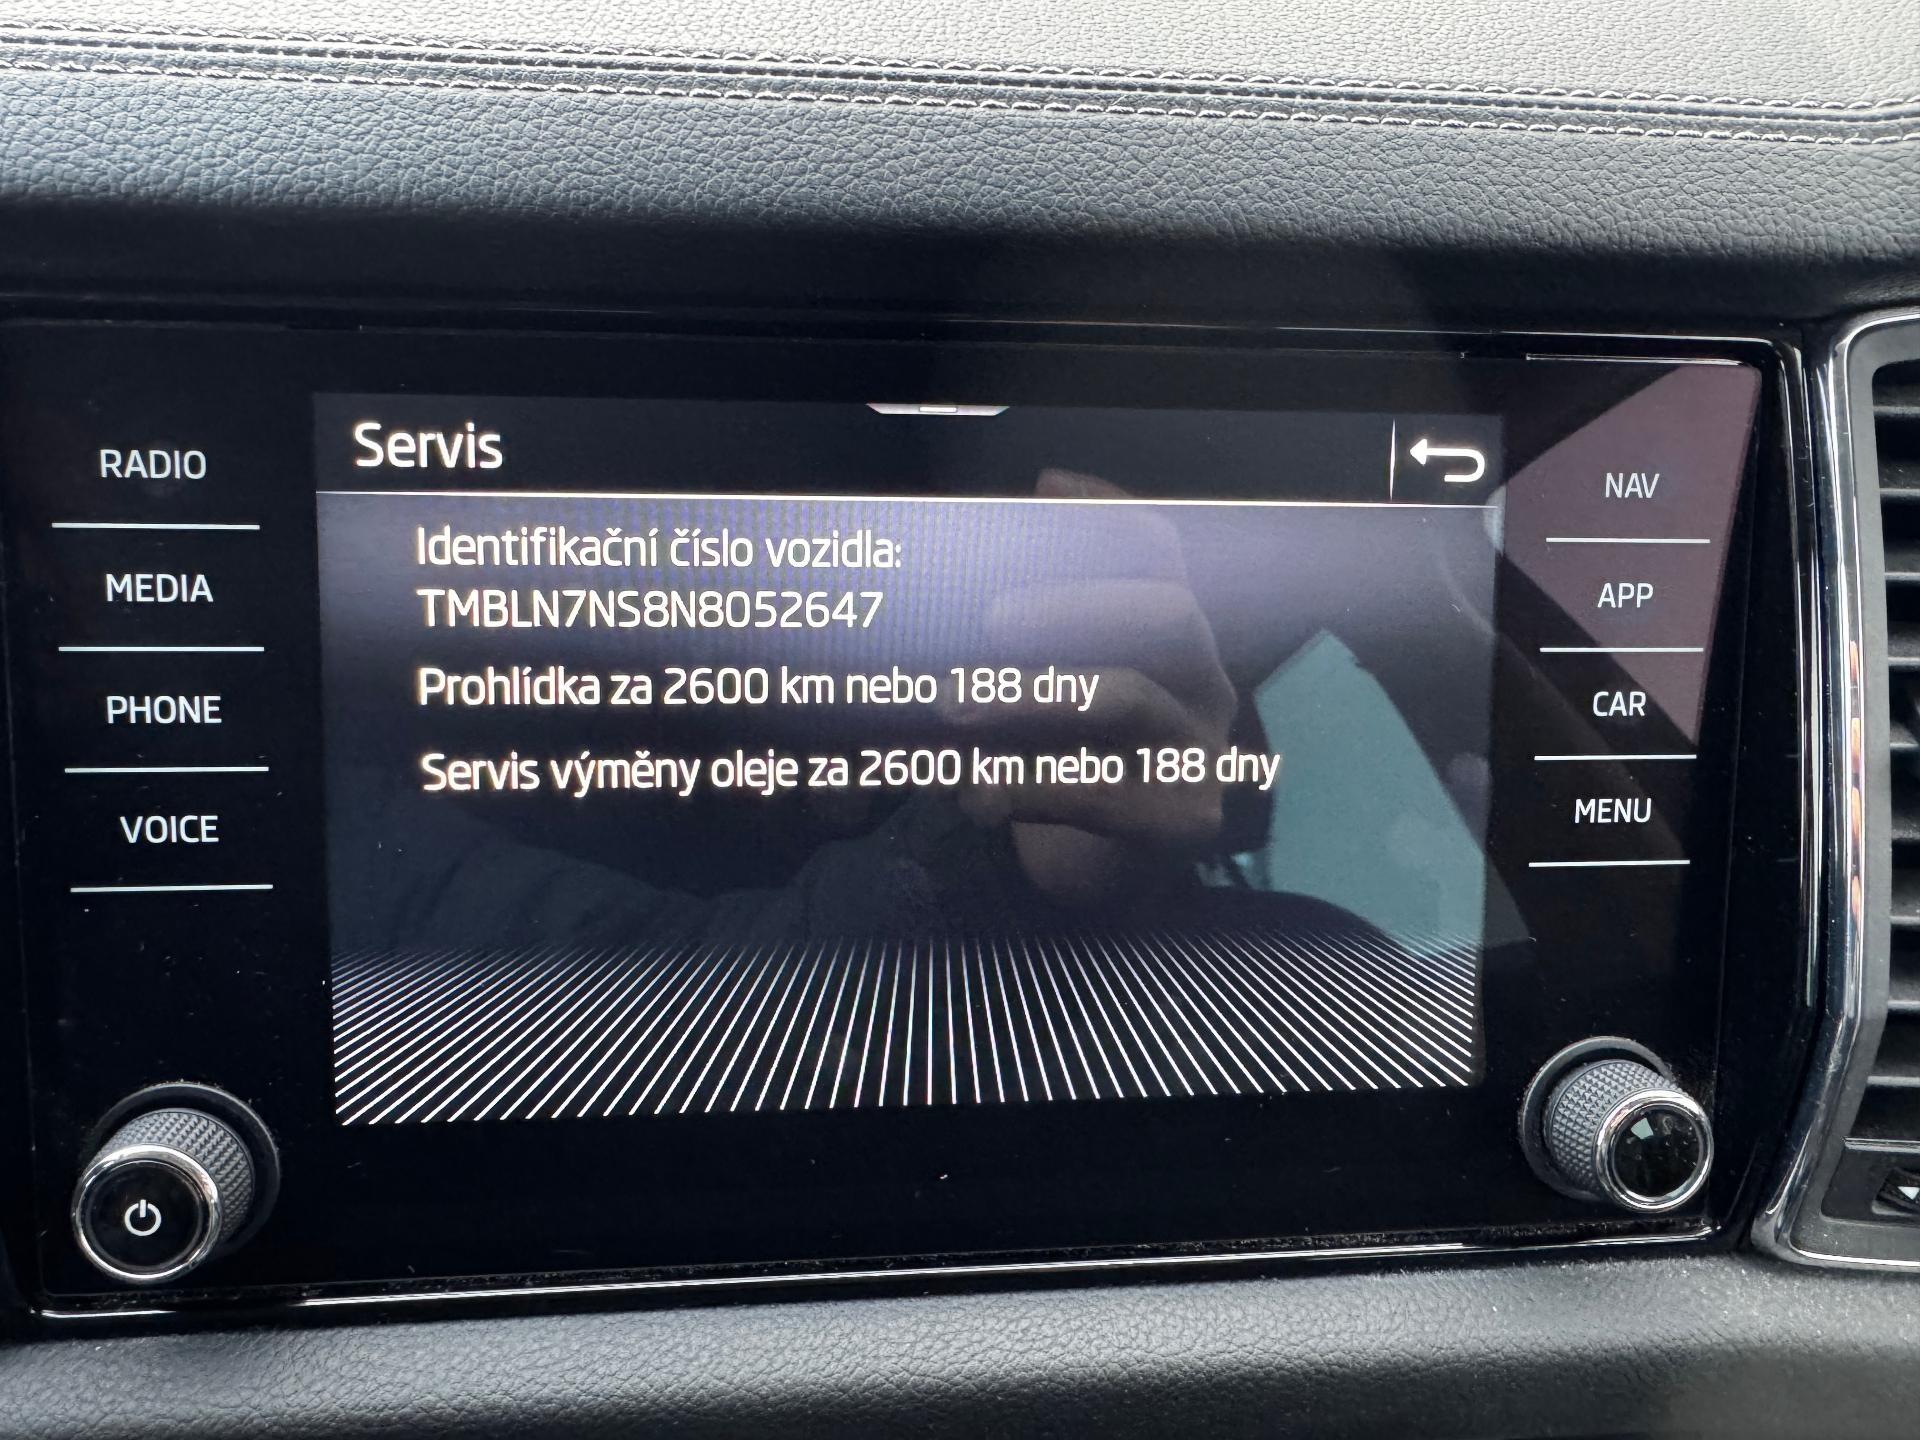 Servis
RADIO
MEDIA
PHONE
VOICE
Identifikační číslo vozidla:
TMBLN7NS8N8052647
Prohlídka za 2600 km nebo 188 dny
Servis výměny oleje za 2600 km nebo 188 dny
NAV
APP
CAR
MENU